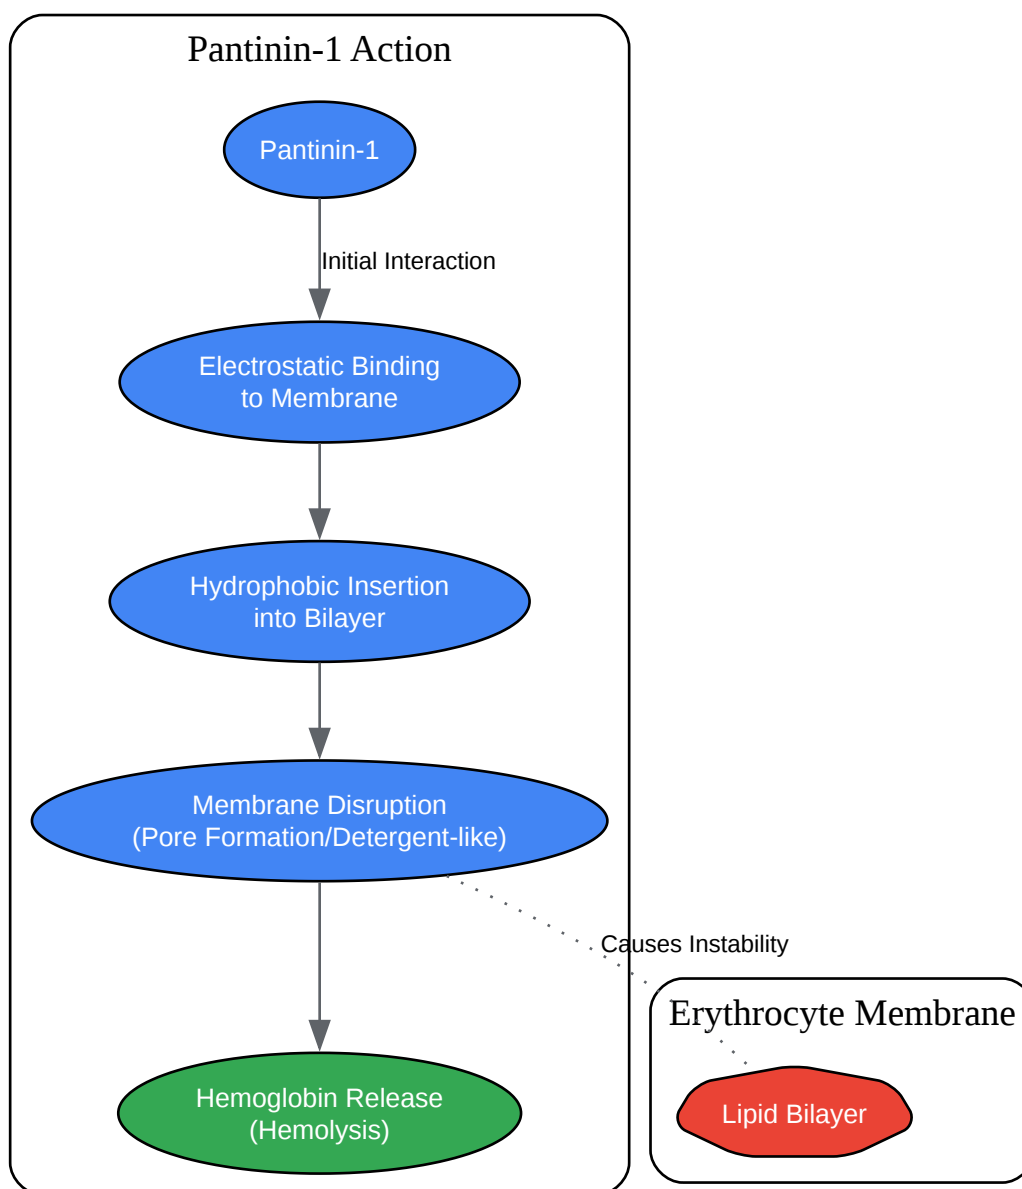 Pantinin-1 Action
Pantinin-1
Initial Interaction
Electrostatic Binding
to Membrane
Hydrophobic Insertion
into Bilayer
Membrane Disruption
(Pore Formation/Detergent-like)
Causes Instability
Erythrocyte Membrane
Hemoglobin Release
(Hemolysis)
Lipid Bilayer